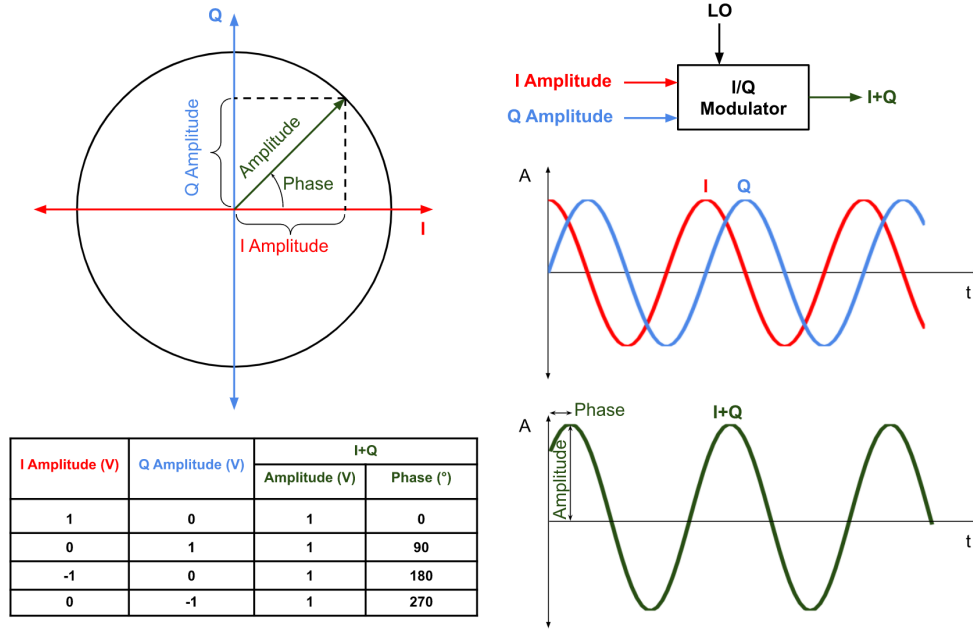 Q
Q Amplitude
Amplitude
Phase
I
I Amplitude
LO
I Amplitude
Q Amplitude
I/Q
Modulator
I+Q
A
I
Q
t
Phase
A
I+Q
Amplitude
t
I Amplitude (V)
Q Amplitude (V)
I+Q
Amplitude (V)
Phase (°)
1 0 1 0
0 1 1 90
-1 0 1 180
0 -1 1 270